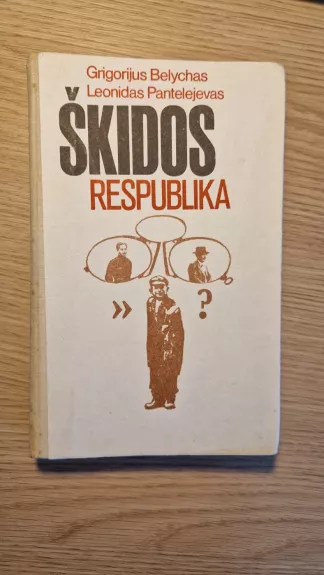 Grigorijus Belychas
Leonidas Pantelejevas
ŠKIDOS
RESPUBLIKA
» ?